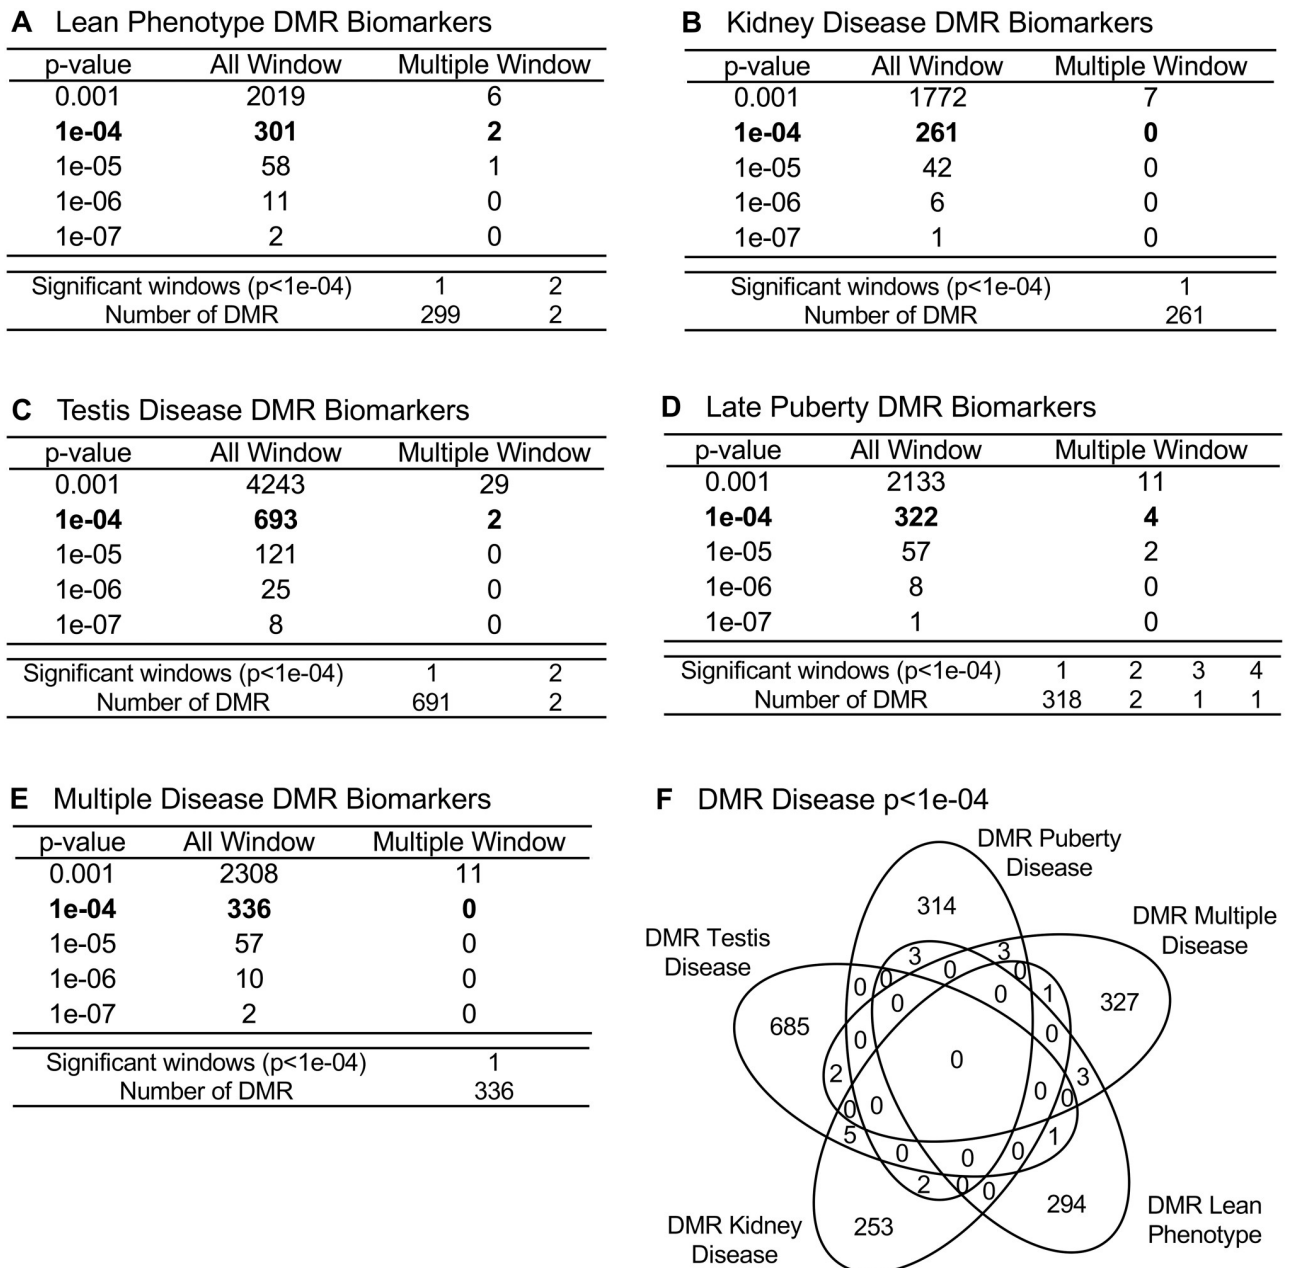 A Lean Phenotype DMR Biomarkers
p-value All Window Multiple Window
0.001 2019 6
1e-04 301 2
1e-05 58 1
1e-06 11 0
1e-07 2 0
Significant windows (p<1e-04) 1 2
Number of DMR 299 2
B Kidney Disease DMR Biomarkers
p-value All Window Multiple Window
0.001 1772 7
1e-04 261 0
1e-05 42 0
1e-06 6 0
1e-07 1 0
Significant windows (p<1e-04) 1
Number of DMR 261
C Testis Disease DMR Biomarkers
p-value All Window Multiple Window
0.001 4243 29
1e-04 693 2
1e-05 121 0
1e-06 25 0
1e-07 8 0
Significant windows (p<1e-04) 1 2
Number of DMR 691 2
D Late Puberty DMR Biomarkers
p-value All Window Multiple Window
0.001 2133 11
1e-04 322 4
1e-05 57 2
1e-06 8 0
1e-07 1 0
Significant windows (p<1e-04) 1 2 3 4
Number of DMR 318 2 1 1
E Multiple Disease DMR Biomarkers
p-value All Window Multiple Window
0.001 2308 11
1e-04 336 0
1e-05 57 0
1e-06 10 0
1e-07 2 0
Significant windows (p<1e-04) 1
Number of DMR 336
F DMR Disease p<1e-04
DMR Puberty
Disease
314
DMR Multiple
Disease
DMR Testis
Disease
3 3
0 0
0 0 0 1
0 327
685 0
0 0
2 3
0 0
0 0 0
5 1
0 0 0
2 0 0
253 294
DMR Kidney
Disease
DMR Lean
Phenotype